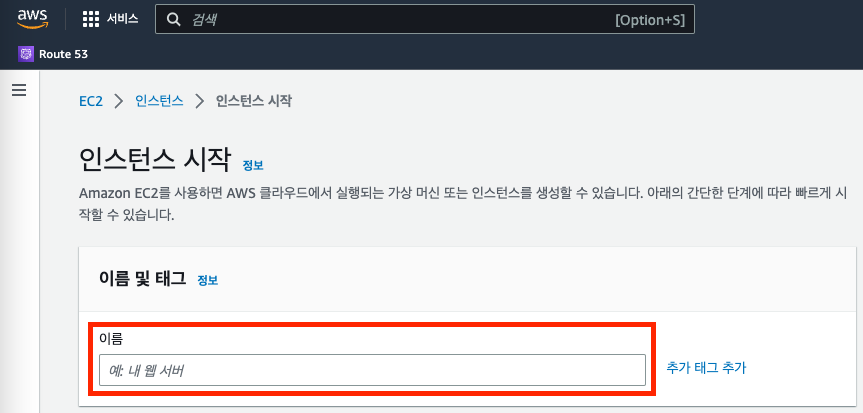 aws
서비스
검색
[Option+S]
Route 53
EC2 > 인스턴스 > 인스턴스 시작
인스턴스 시작 정보
Amazon EC2를 사용하면 AWS 클라우드에서 실행되는 가상 머신 또는 인스턴스를 생성할 수 있습니다. 아래의 간단한 단계에 따라 빠르게 시
작할 수 있습니다.
이름 및 태그 정보
이름
예: 내 웹 서버
추가 태그 추가